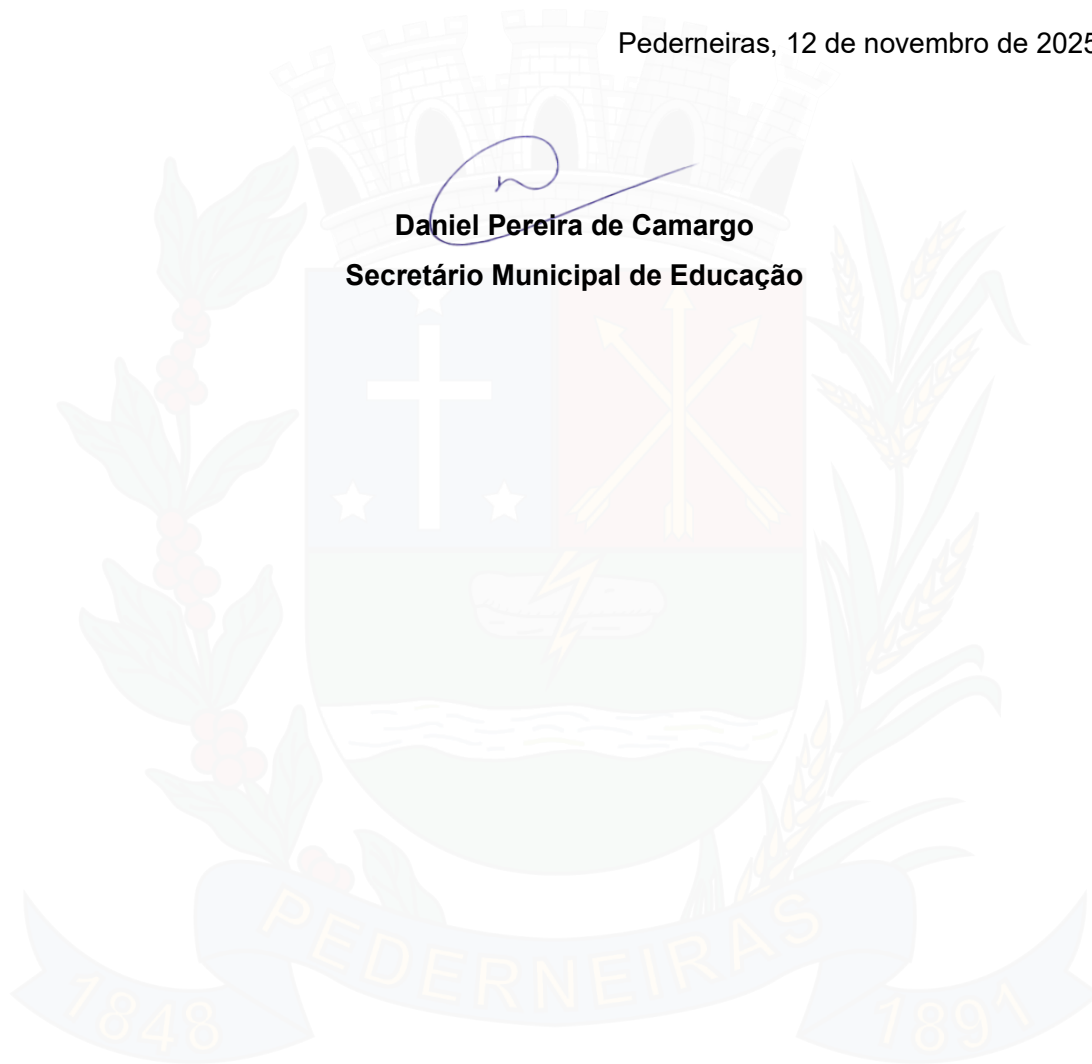 Pederneiras, 12 de novembro de 2025
Daniel Pereira de Camargo
Secretário Municipal de Educação
PEDERNEIRAS
1848
1891